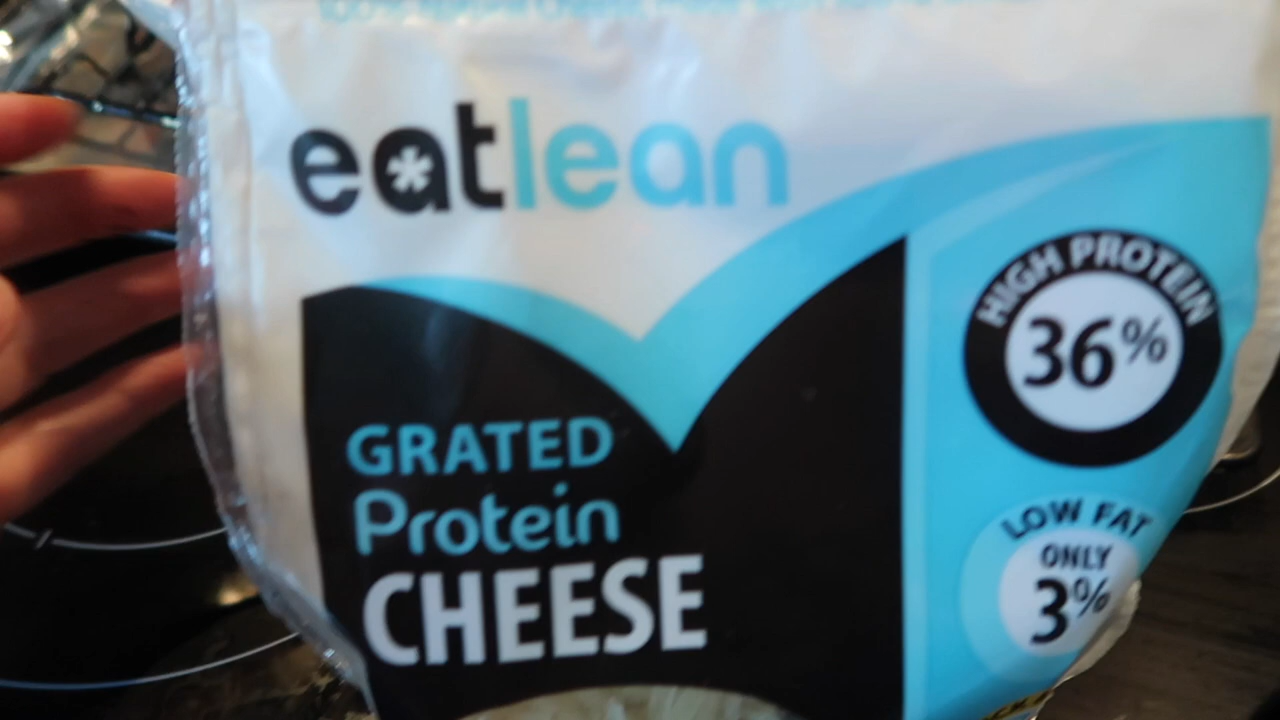 eatlean
GRATED
Protein
CHEESE
HIGH PROTEIN
36%
LOW FAT
ONLY
3%